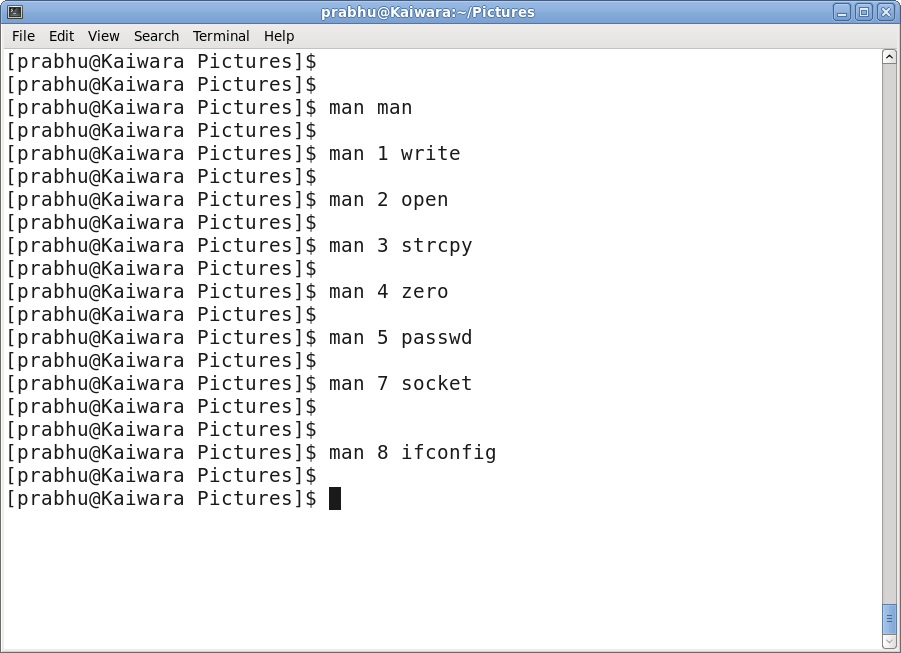 prabhu@Kaiwara:~/Pictures
File Edit View Search Terminal Help
[prabhu@Kaiwara Pictures]$
[prabhu@Kaiwara Pictures]$
[prabhu@Kaiwara Pictures]$ man man
[prabhu@Kaiwara Pictures]$
[prabhu@Kaiwara Pictures]$ man 1 write
[prabhu@Kaiwara Pictures]$
[prabhu@Kaiwara Pictures]$ man 2 open
[prabhu@Kaiwara Pictures]$
[prabhu@Kaiwara Pictures]$ man 3 strcpy
[prabhu@Kaiwara Pictures]$
[prabhu@Kaiwara Pictures]$ man 4 zero
[prabhu@Kaiwara Pictures]$
[prabhu@Kaiwara Pictures]$ man 5 passwd
[prabhu@Kaiwara Pictures]$
[prabhu@Kaiwara Pictures]$ man 7 socket
[prabhu@Kaiwara Pictures]$
[prabhu@Kaiwara Pictures]$
[prabhu@Kaiwara Pictures]$ man 8 ifconfig
[prabhu@Kaiwara Pictures]$
[prabhu@Kaiwara Pictures]$